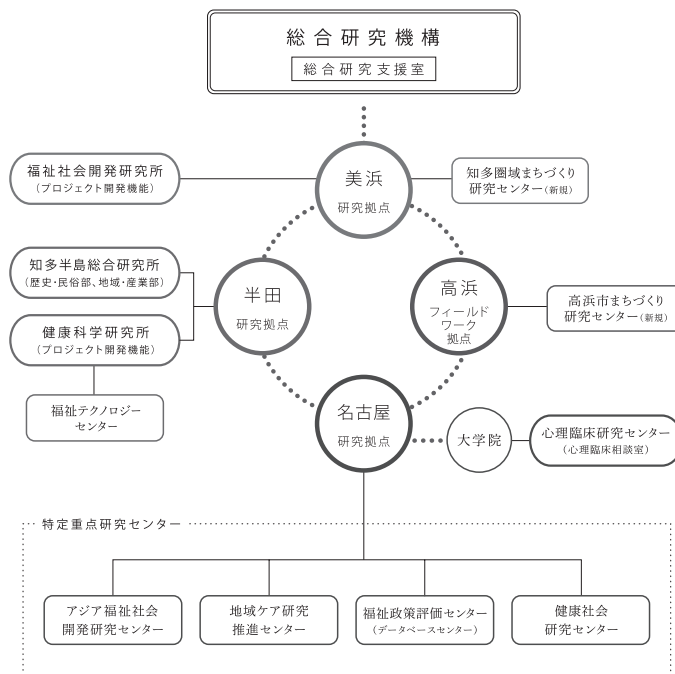 総合研究機構
総合研究支援室
福祉社会開発研究所
（プロジェクト開発機能）
美浜
研究拠点
知多圏域まちづくり
研究センター（新規）
知多半島総合研究所
（歴史・民俗部、地域・産業部）
半田
研究拠点
高浜
フィールド
ワーク
拠点
高浜市まちづくり
研究センター（新規）
健康科学研究所
（プロジェクト開発機能）
福祉テクノロジー
センター
名古屋
研究拠点
大学院
心理臨床研究センター
（心理臨床相談室）
特定重点研究センター
アジア福祉社会
開発研究センター
地域ケア研究
推進センター
福祉政策評価センター
（データベースセンター）
健康社会
研究センター